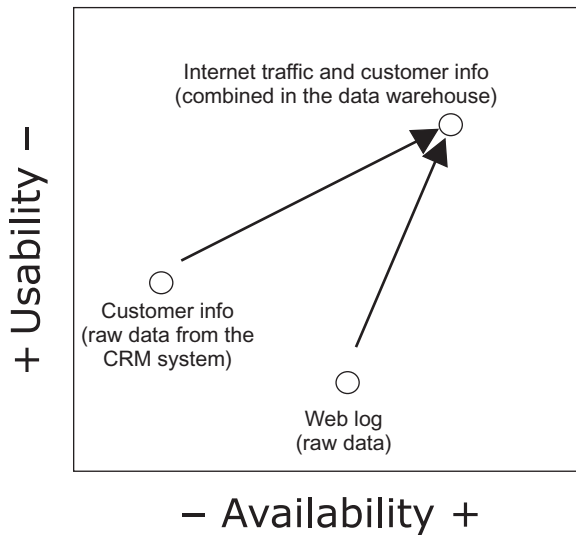 Internet traffic and customer info
(combined in the data warehouse)
+ Usability –
Customer info
(raw data from the
CRM system)
Web log
(raw data)
– Availability +